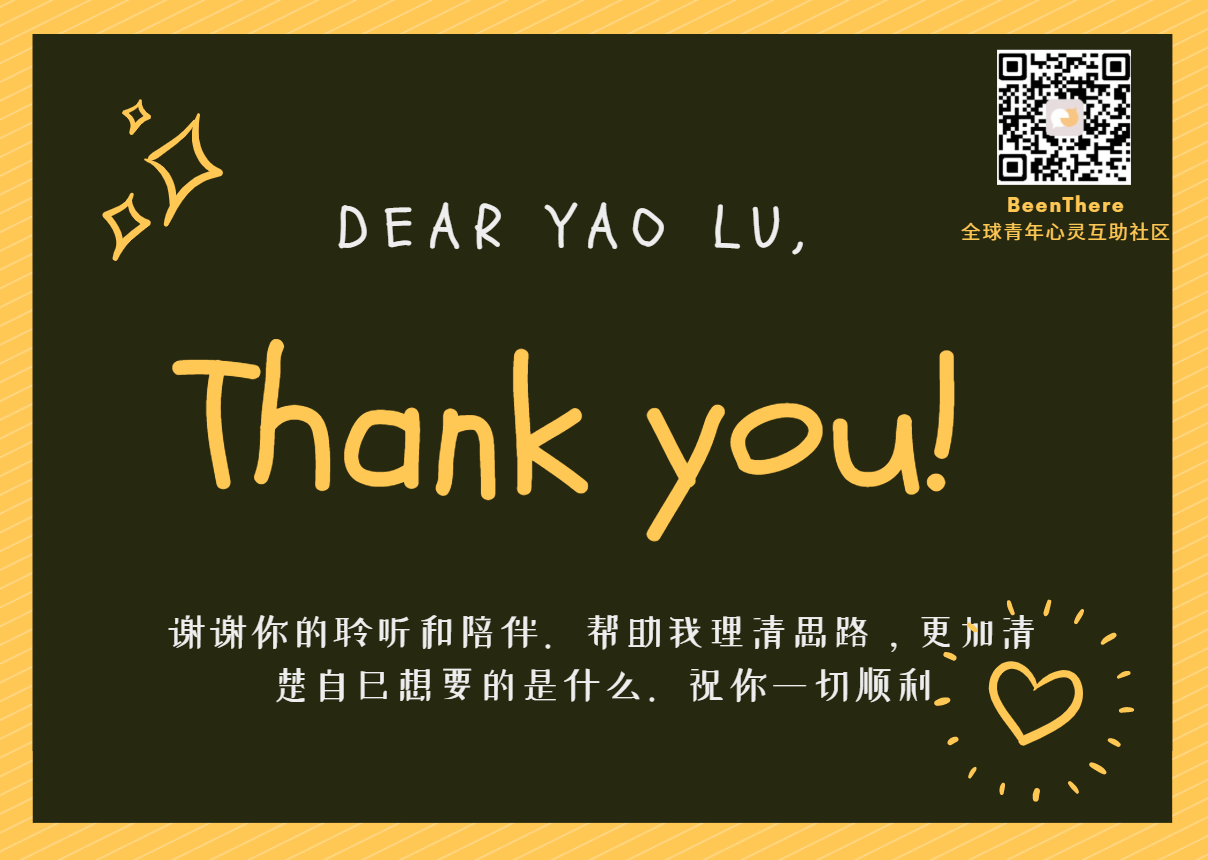 BeenThere
全球青年心灵互助社区
DEAR YAO LU,
Thank you!
谢谢你的聆听和陪伴. 帮助我理清思路，更加清
楚自己想要的是什么. 祝你一切顺利